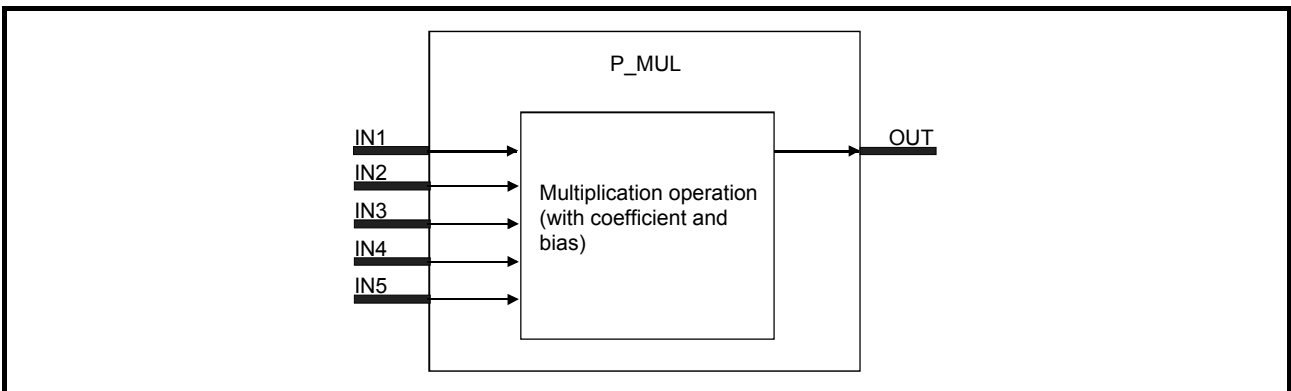 P_MUL
IN1
OUT
IN2
IN3
IN4
IN5
Multiplication operation
(with coefficient and
bias)